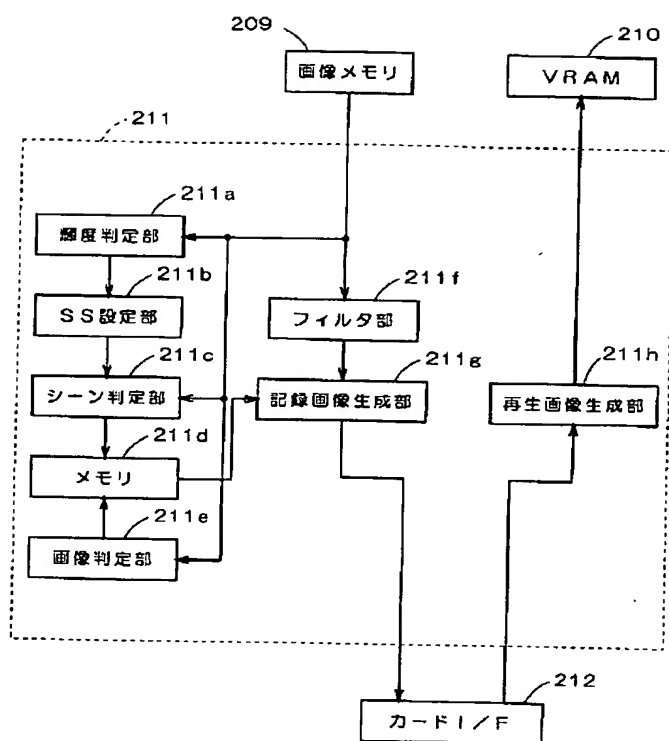 209
画像メモリ
210
VRAM
211
211a
輝度判定部
211b
SS設定部
211c
シーン判定部
211d
メモリ
211e
画像判定部
211f
フィルタ部
211g
記録画像生成部
211h
再生画像生成部
212
カードI/F